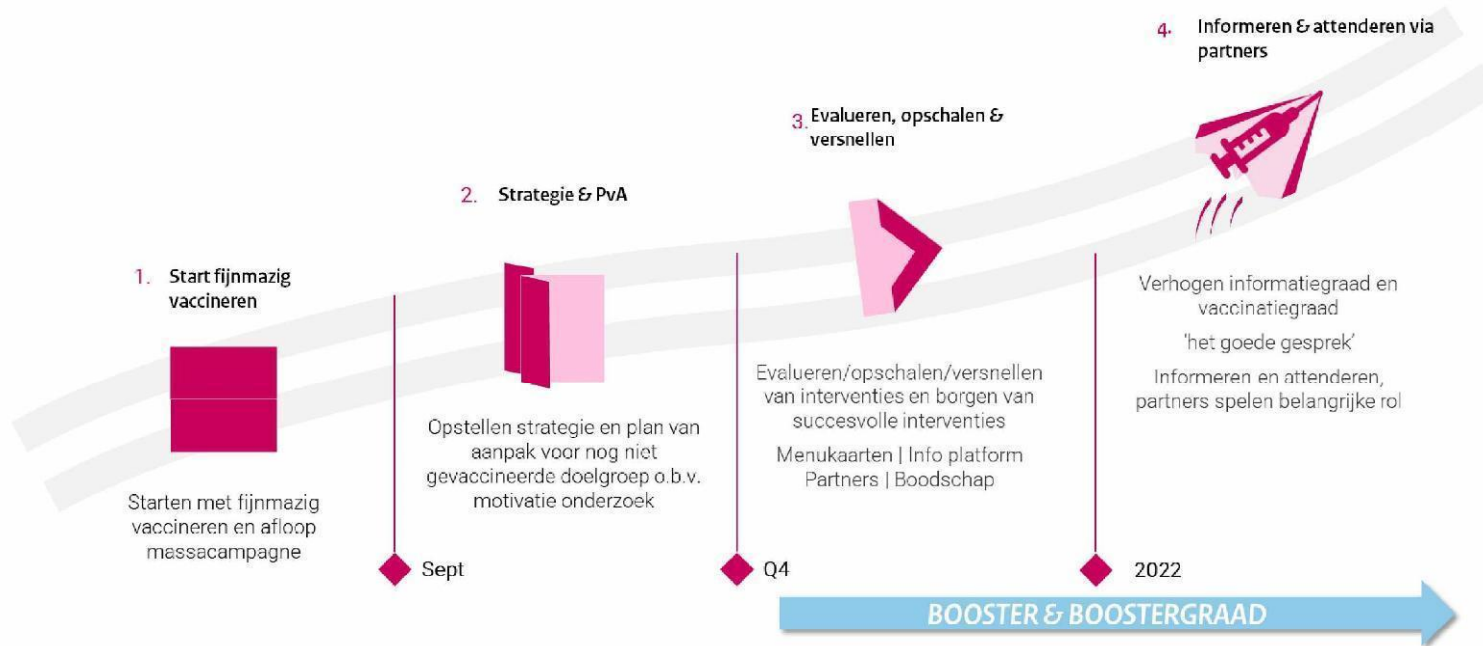 1. Start fijnmazig
vaccineren
Starten met fijnmazig
vaccineren en afloop
massacampagne
Sept
2. Strategie & PvA
Opstellen strategie en plan van
aanpak voor nog niet
gevaccineerde doelgroep o.b.v.
motivatie onderzoek
Q4
3. Evalueren, opschalen &
versnellen
Evalueren/opschalen/versnellen
van interventies en borgen van
succesvolle interventies
Menukaarten | Info platform
Partners | Boodschap
2022
4. Informeren & attenderen via
partners
Verhogen informatiegraad en
vaccinatiegraad
'het goede gesprek'
Informeren en attenderen,
partners spelen belangrijke rol
BOOSTER & BOOSTERGRAAD